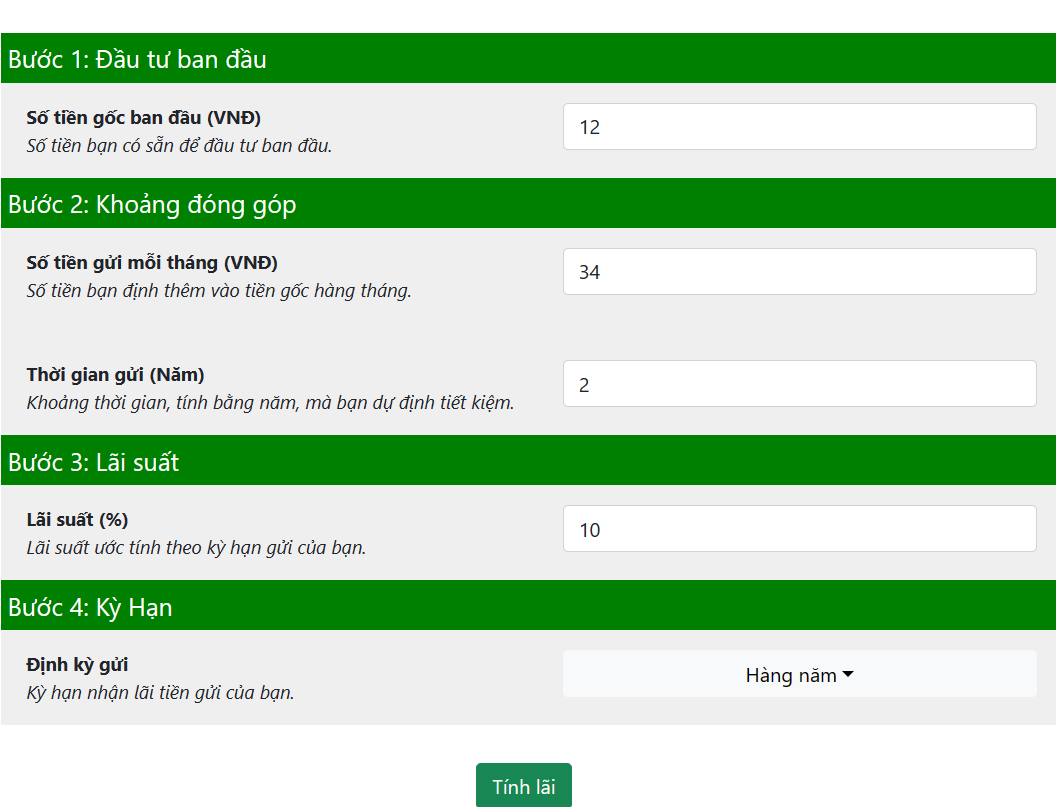 Bước 1: Đầu tư ban đầu
Số tiền gốc ban đầu (VNĐ)
12
Số tiền bạn có sẵn để đầu tư ban đầu.
Bước 2: Khoảng đóng góp
Số tiền gửi mỗi tháng (VNĐ)
34
Số tiền bạn định thêm vào tiền gốc hàng tháng.
Thời gian gửi (Năm)
2
Khoảng thời gian, tính bằng năm, mà bạn dự định tiết kiệm.
Bước 3: Lãi suất
Lãi suất (%)
10
Lãi suất ước tính theo kỳ hạn gửi của bạn.
Bước 4: Kỳ Hạn
Định kỳ gửi
Hàng năm
Kỳ hạn nhận lãi tiền gửi của bạn.
Tính lãi